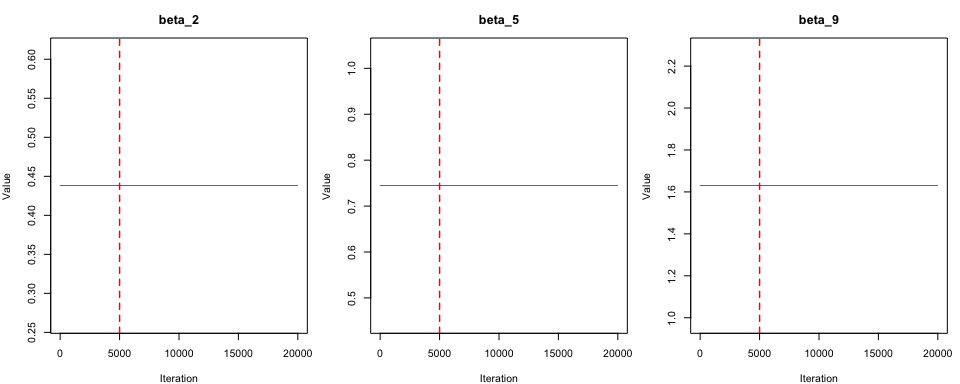 beta_2
Value
0.60
0.55
0.50
0.45
0.40
0.35
0.30
0.25
0 5000 10000 15000 20000
Iteration
beta_5
Value
1.0
0.9
0.8
0.7
0.6
0.5
0 5000 10000 15000 20000
Iteration
beta_9
Value
2.2
2.0
1.8
1.6
1.4
1.2
1.0
0 5000 10000 15000 20000
Iteration